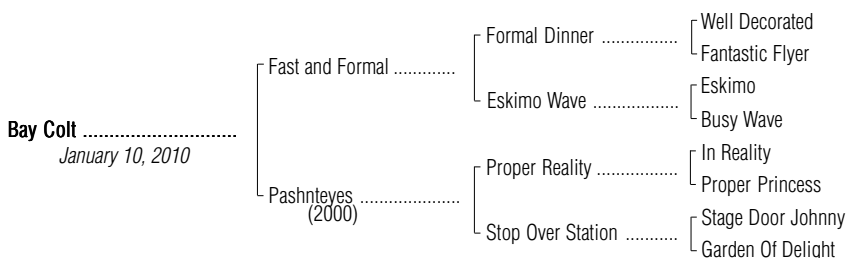 Well Decorated
Formal Dinner ................
Fantastic Flyer
Fast and Formal .............
Eskimo
Eskimo Wave ....................
Busy Wave
Bay Colt .............................
January 10, 2010
In Reality
Proper Reality ...................
Proper Princess
Pashnteyes .....................
(2000)
Stage Door Johnny
Stop Over Station ............
Garden Of Delight